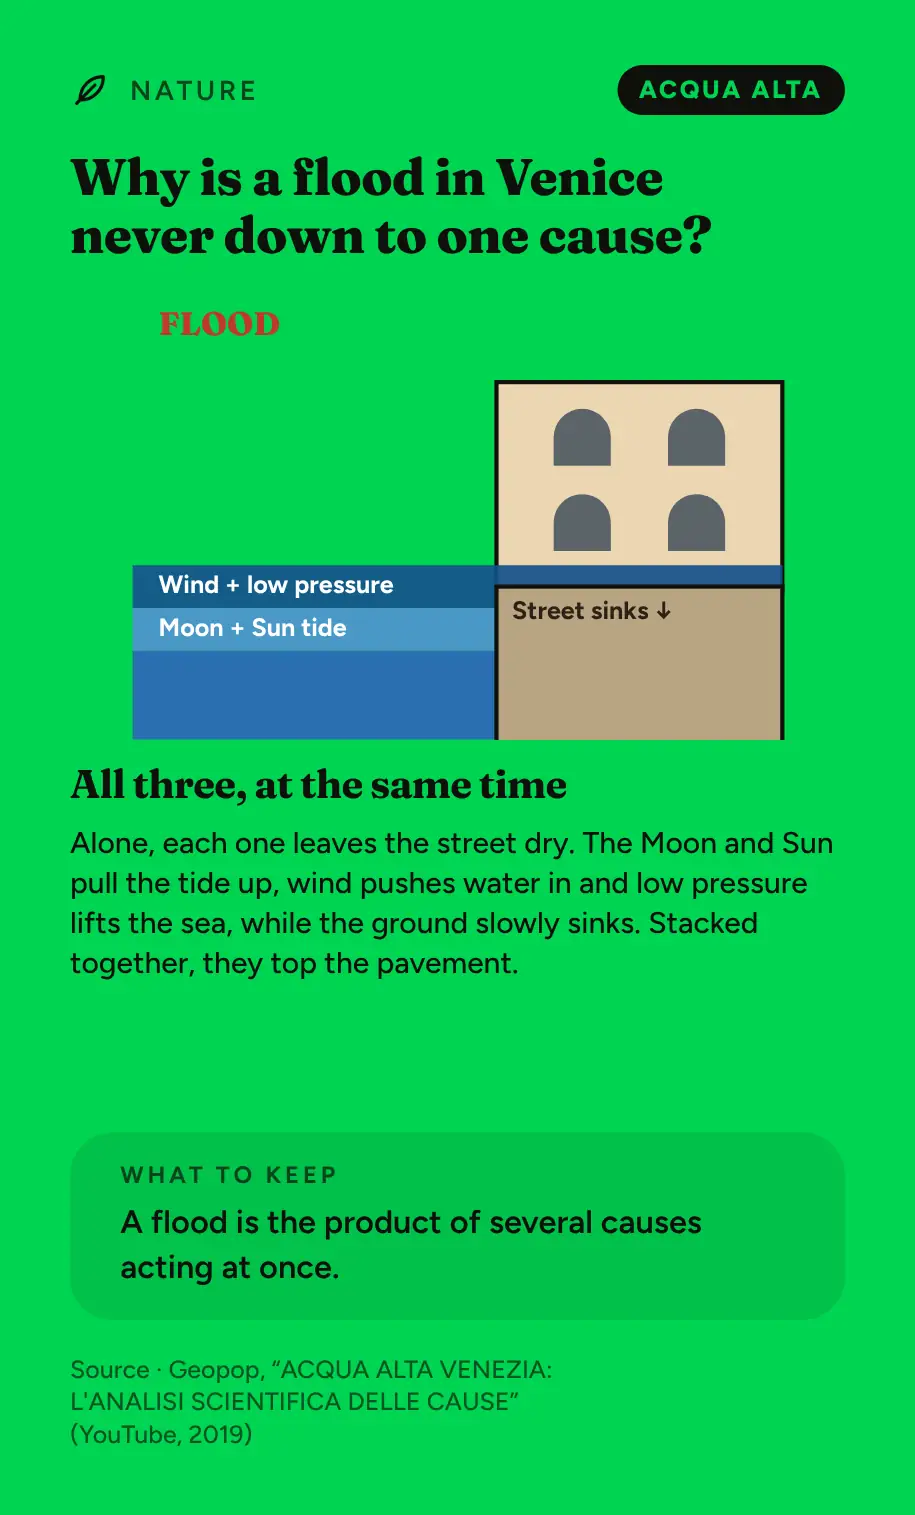 NATURE
ACQUA ALTA
Why is a flood in Venice
never down to one cause?
FLOOD
Wind + low pressure
Moon + Sun tide
Street sinks ↓
All three, at the same time
Alone, each one leaves the street dry. The Moon and Sun
pull the tide up, wind pushes water in and low pressure
lifts the sea, while the ground slowly sinks. Stacked
together, they top the pavement.
WHAT TO KEEP
A flood is the product of several causes
acting at once.
Source · Geopop, “ACQUA ALTA VENEZIA:
L'ANALISI SCIENTIFICA DELLE CAUSE”
(YouTube, 2019)